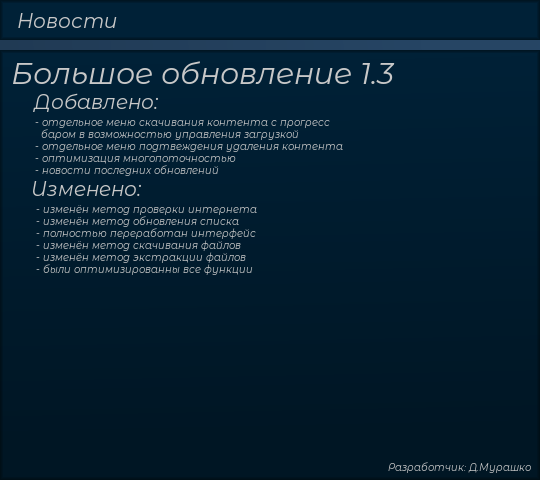 Новости
Большое обновление 1.3
Добавлено:
- отдельное меню скачивания контента с прогресс
баром в возможностью управления загрузкой
- отдельное меню подтвеждения удаления контента
- оптимизация многопоточностью
- новости последних обновлений
Изменено:
- изменён метод проверки интернета
- изменён метод обновления списка
- полностью переработан интерфейс
- изменён метод скачивания файлов
- изменён метод экстракции файлов
- были оптимизированны все функции
Разработчик: Д.Мурашко